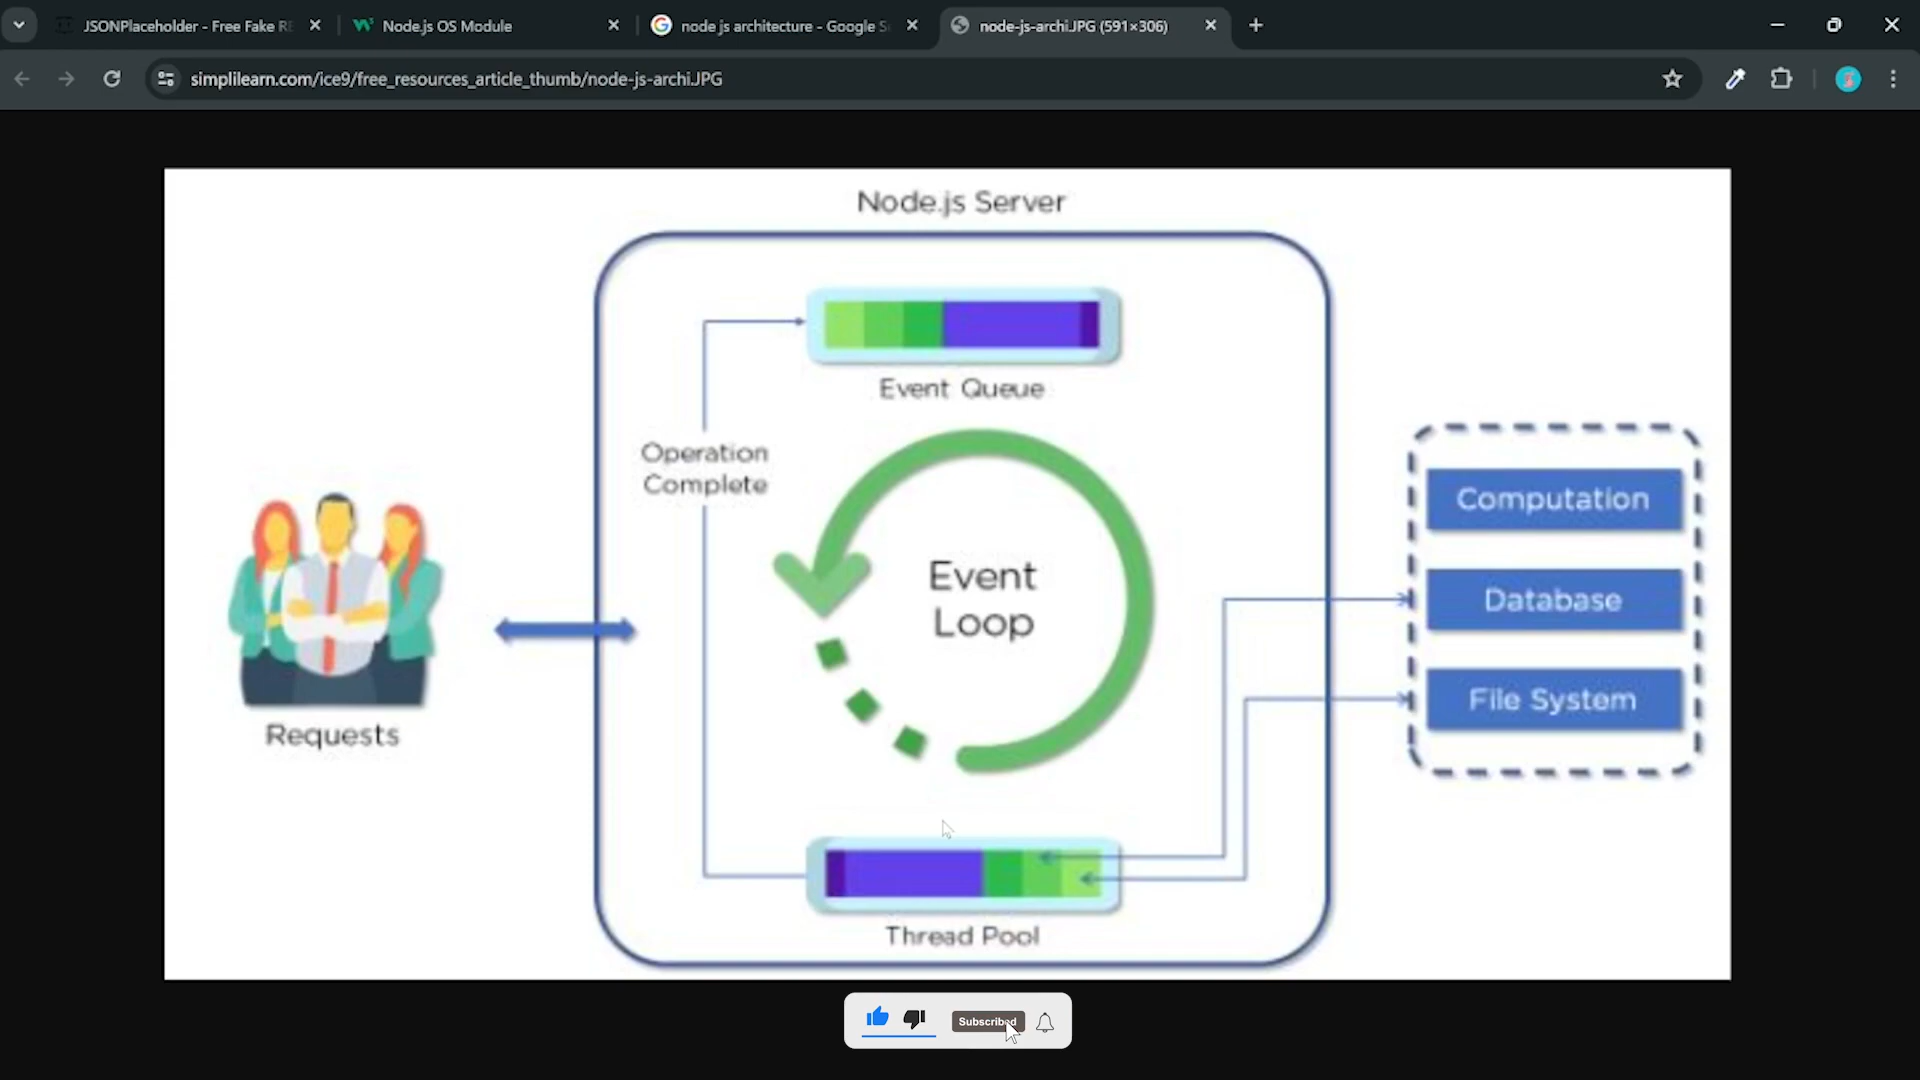 JSONPlaceholder - Free Fake RE
Node.js OS Module
node js architecture - Google S
node-js-archi.JPG (591×306)
simplilearn.com/ice9/free_resources_article_thumb/node-js-archi.JPG
Node.js Server
Event Queue
Operation
Complete
Event
Loop
Computation
Database
File System
Requests
Thread Pool
Subscribed